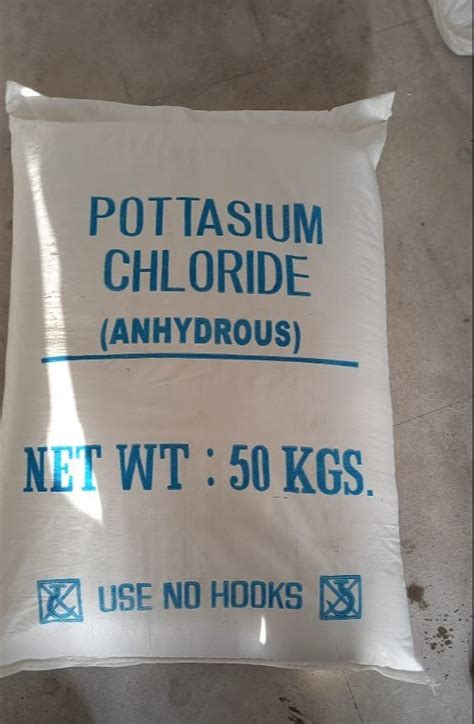 POTTASIUM
CHLORIDE
(ANHYDROUS)
NET WT : 50 KGS.
USE NO HOOKS